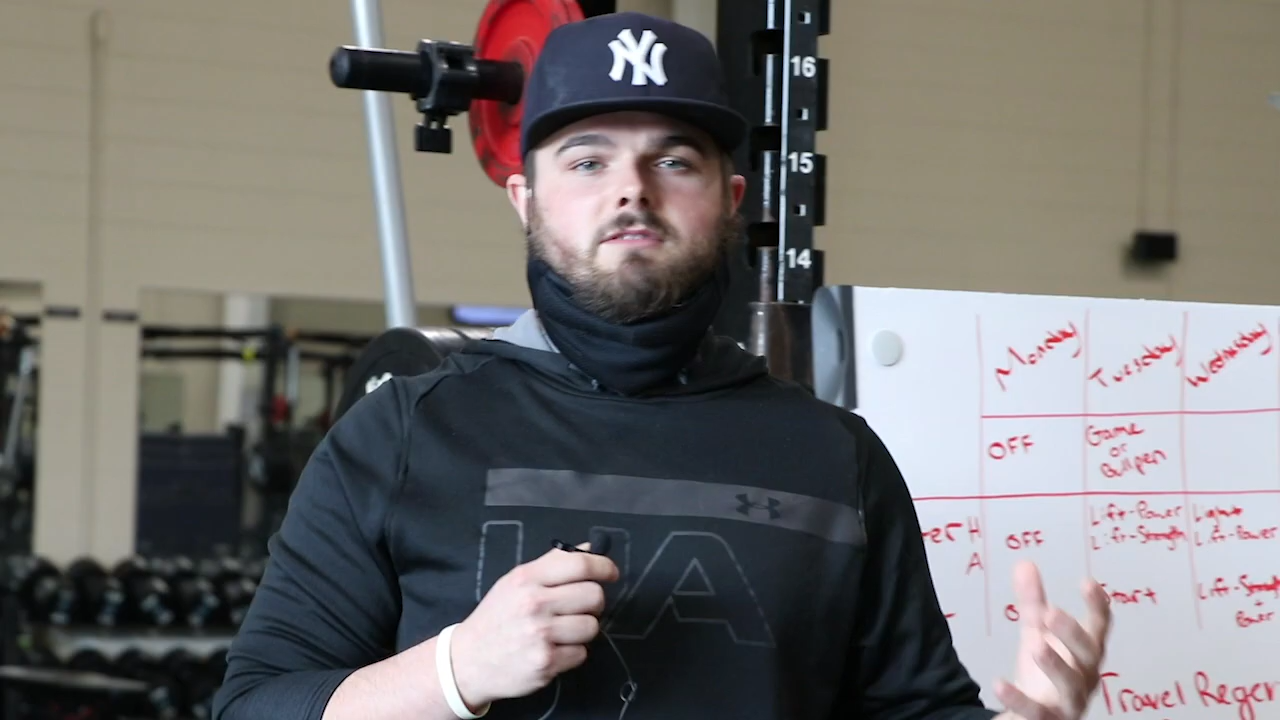 NY
16
15
14
UA
Monday Tuesday Wednesday
OFF
Game
or
Bullpen
OFF
Lift-Power
Lift-Strength
Light
Lift-Power
H
A
Start
Lift-Strength
+
Power
Travel